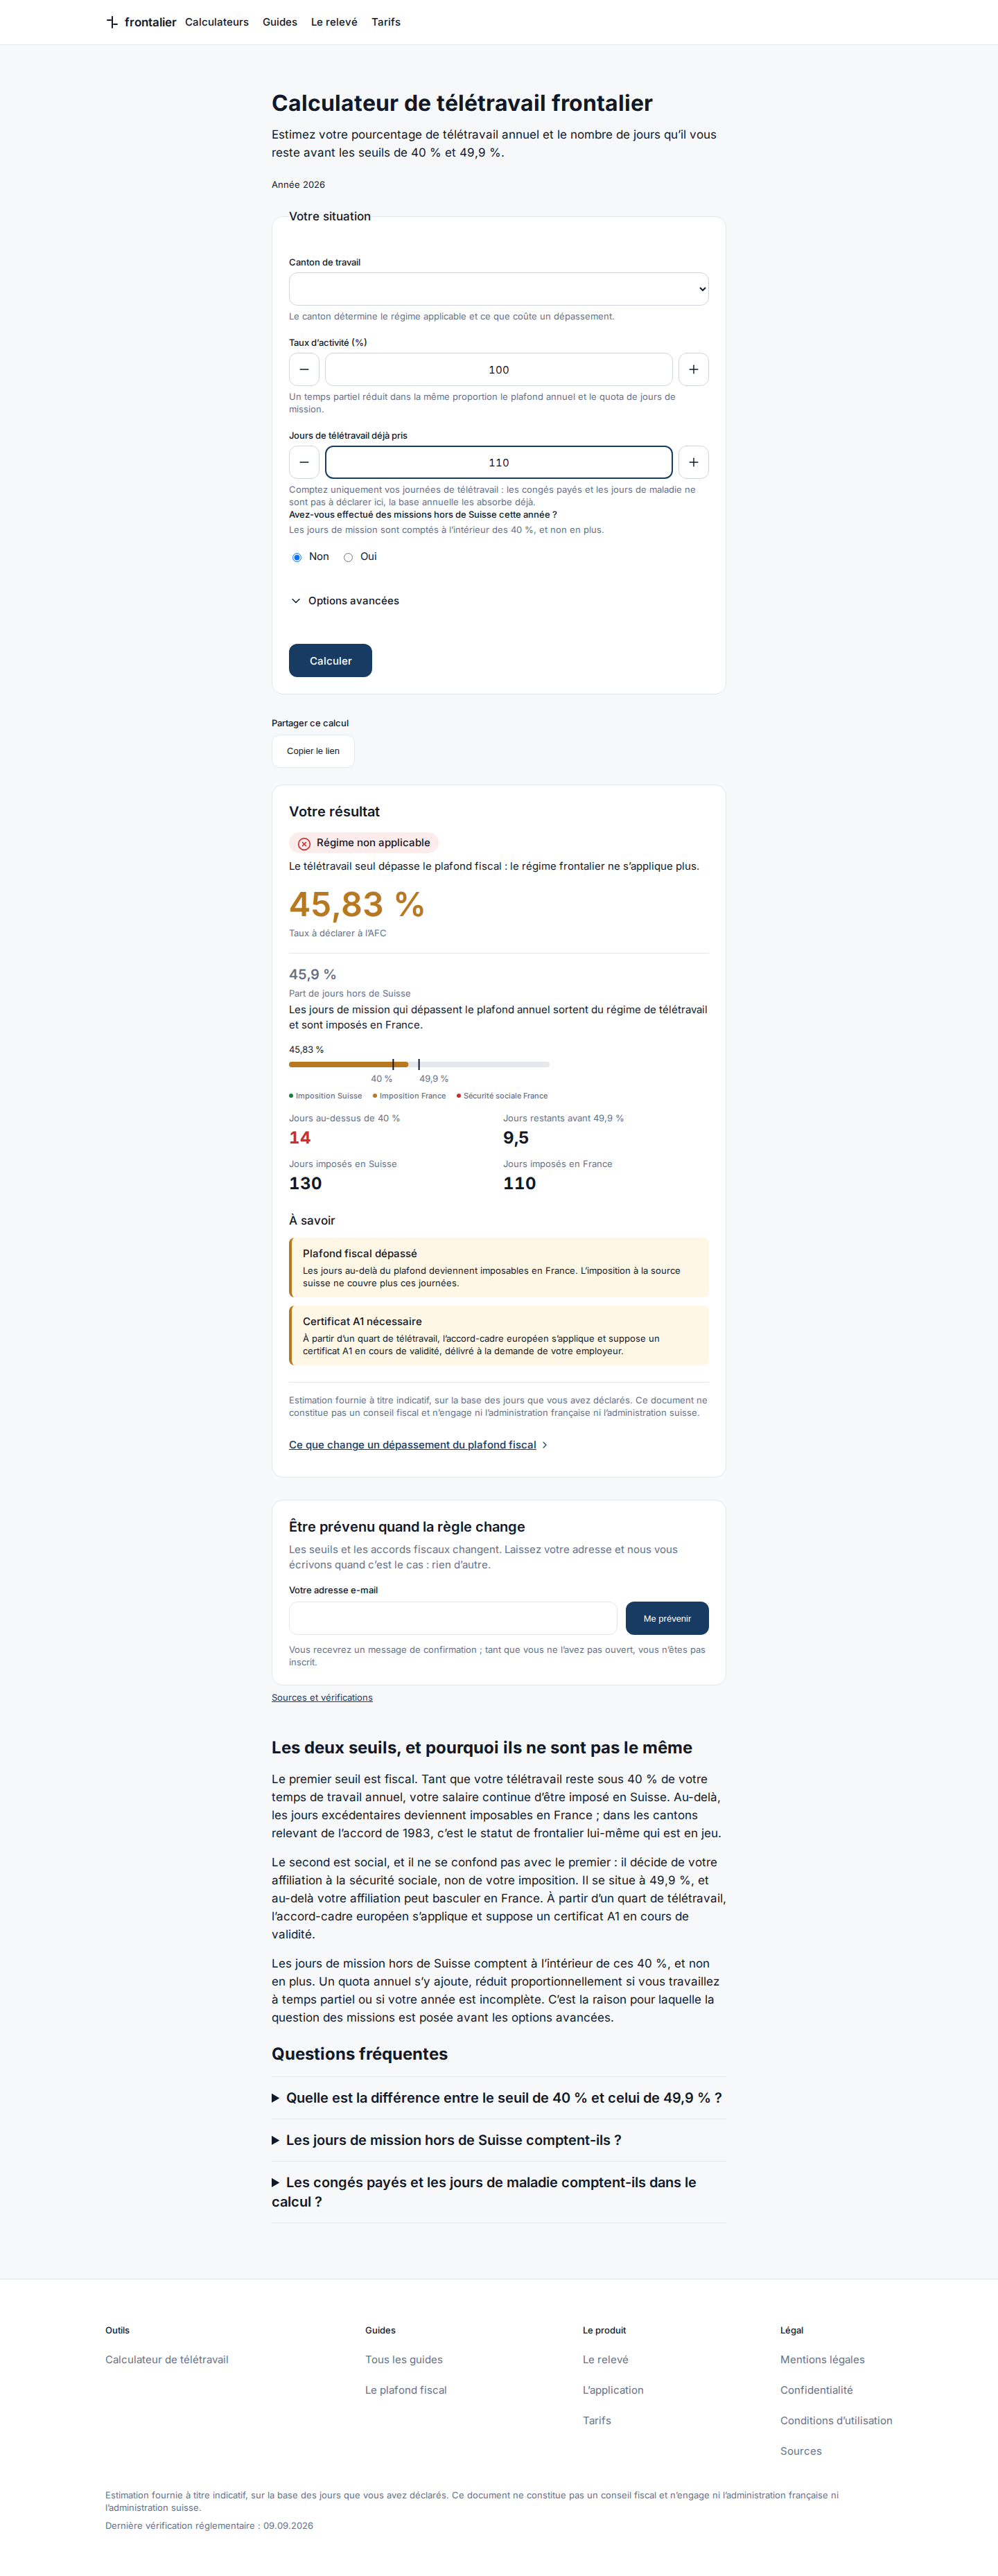 frontalier Calculateurs Guides Le relevé Tarifs
Calculateur de télétravail frontalier
Estimez votre pourcentage de télétravail annuel et le nombre de jours qu’il vous
reste avant les seuils de 40 % et 49,9 %.
Année 2026
Votre situation
Canton de travail
Le canton détermine le régime applicable et ce que coûte un dépassement.
Taux d’activité (%)
100
Un temps partiel réduit dans la même proportion le plafond annuel et le quota de jours de
mission.
Jours de télétravail déjà pris
110
Comptez uniquement vos journées de télétravail : les congés payés et les jours de maladie ne
sont pas à déclarer ici, la base annuelle les absorbe déjà.
Avez-vous effectué des missions hors de Suisse cette année ?
Les jours de mission sont comptés à l’intérieur des 40 %, et non en plus.
Non Oui
Options avancées
Calculer
Partager ce calcul
Copier le lien
Votre résultat
Régime non applicable
Le télétravail seul dépasse le plafond fiscal : le régime frontalier ne s’applique plus.
45,83 %
Taux à déclarer à l’AFC
45,9 %
Part de jours hors de Suisse
Les jours de mission qui dépassent le plafond annuel sortent du régime de télétravail
et sont imposés en France.
45,83 %
40 % 49,9 %
Imposition Suisse Imposition France Sécurité sociale France
Jours au-dessus de 40 % Jours restants avant 49,9 %
14 9,5
Jours imposés en Suisse Jours imposés en France
130 110
À savoir
Plafond fiscal dépassé
Les jours au-delà du plafond deviennent imposables en France. L’imposition à la source
suisse ne couvre plus ces journées.
Certificat A1 nécessaire
À partir d’un quart de télétravail, l’accord-cadre européen s’applique et suppose un
certificat A1 en cours de validité, délivré à la demande de votre employeur.
Estimation fournie à titre indicatif, sur la base des jours que vous avez déclarés. Ce document ne
constitue pas un conseil fiscal et n’engage ni l’administration française ni l’administration suisse.
Ce que change un dépassement du plafond fiscal
Être prévenu quand la règle change
Les seuils et les accords fiscaux changent. Laissez votre adresse et nous vous
écrivons quand c’est le cas : rien d’autre.
Votre adresse e-mail
Me prévenir
Vous recevrez un message de confirmation ; tant que vous ne l’avez pas ouvert, vous n’êtes pas
inscrit.
Sources et vérifications
Les deux seuils, et pourquoi ils ne sont pas le même
Le premier seuil est fiscal. Tant que votre télétravail reste sous 40 % de votre
temps de travail annuel, votre salaire continue d’être imposé en Suisse. Au-delà,
les jours excédentaires deviennent imposables en France ; dans les cantons
relevant de l’accord de 1983, c’est le statut de frontalier lui-même qui est en jeu.
Le second est social, et il ne se confond pas avec le premier : il décide de votre
affiliation à la sécurité sociale, non de votre imposition. Il se situe à 49,9 %, et
au-delà votre affiliation peut basculer en France. À partir d’un quart de télétravail,
l’accord-cadre européen s’applique et suppose un certificat A1 en cours de
validité.
Les jours de mission hors de Suisse comptent à l’intérieur de ces 40 %, et non
en plus. Un quota annuel s’y ajoute, réduit proportionnellement si vous travaillez
à temps partiel ou si votre année est incomplète. C’est la raison pour laquelle la
question des missions est posée avant les options avancées.
Questions fréquentes
Quelle est la différence entre le seuil de 40 % et celui de 49,9 % ?
Les jours de mission hors de Suisse comptent-ils ?
Les congés payés et les jours de maladie comptent-ils dans le
calcul ?
Outils Guides Le produit Légal
Calculateur de télétravail Tous les guides Le relevé Mentions légales
Le plafond fiscal L’application Confidentialité
Tarifs Conditions d’utilisation
Sources
Estimation fournie à titre indicatif, sur la base des jours que vous avez déclarés. Ce document ne constitue pas un conseil fiscal et n’engage ni l’administration française ni
l’administration suisse.
Dernière vérification réglementaire : 09.09.2026